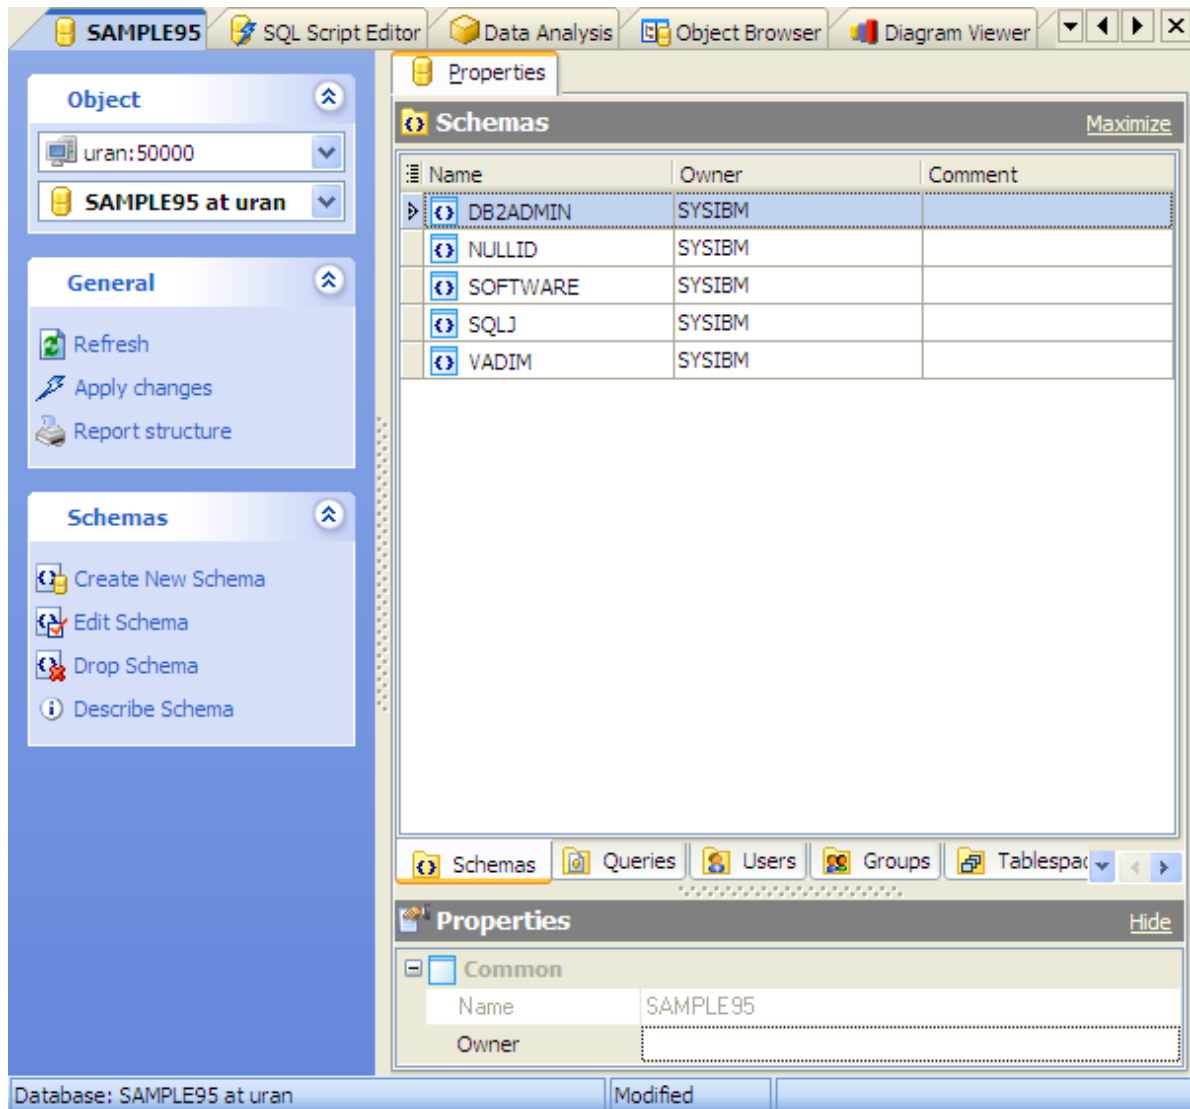 SAMPLE95 SQL Script Editor Data Analysis Object Browser Diagram Viewer
Properties
Object
uran:50000
SAMPLE95 at uran
General
Refresh
Apply changes
Report structure
Schemas
Create New Schema
Edit Schema
Drop Schema
Describe Schema
Schemas Maximize
Name Owner Comment
DB2ADMIN SYSIBM
NULLID SYSIBM
SOFTWARE SYSIBM
SQLJ SYSIBM
VADIM SYSIBM
Schemas Queries Users Groups Tablespac
Properties Hide
Common
Name SAMPLE95
Owner
Database: SAMPLE95 at uran Modified